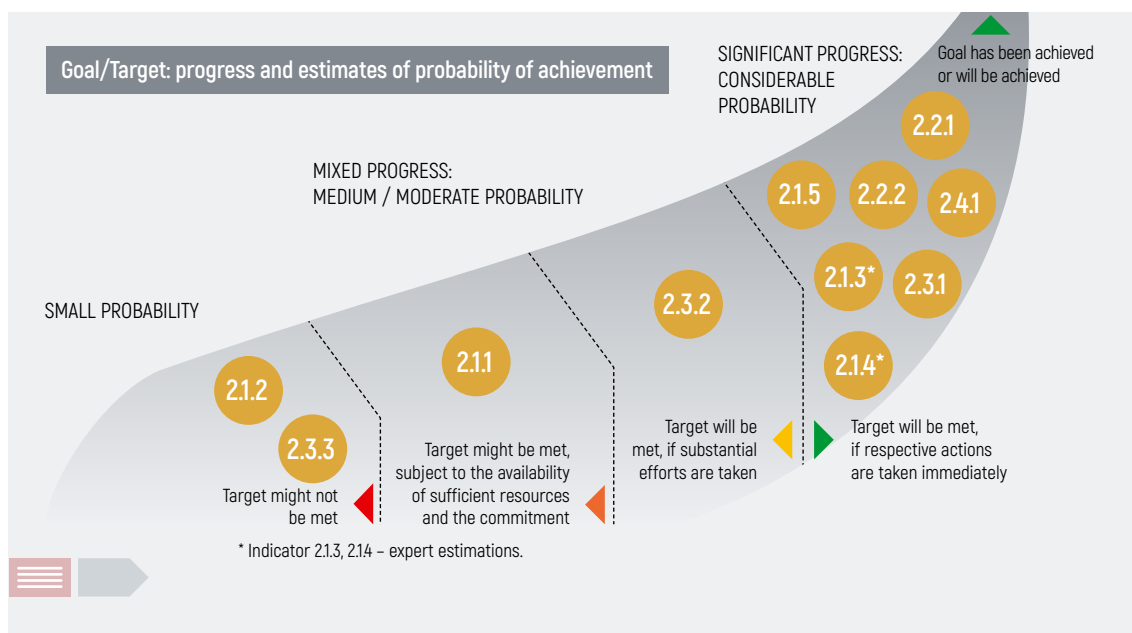 Goal/Target: progress and estimates of probability of achievement
SIGNIFICANT PROGRESS:
CONSIDERABLE
PROBABILITY
Goal has been achieved
or will be achieved
2.2.1
MIXED PROGRESS:
MEDIUM / MODERATE PROBABILITY
2.1.5
2.2.2
2.4.1
2.1.3*
2.3.1
SMALL PROBABILITY
2.3.2
2.1.1
2.1.4*
2.1.2
2.3.3
Target might not
be met
Target might be met,
subject to the availability
of sufficient resources
and the commitment
Target will be
met, if substantial
efforts are taken
Target will be met,
if respective actions
are taken immediately
* Indicator 2.1.3, 2.1.4 – expert estimations.